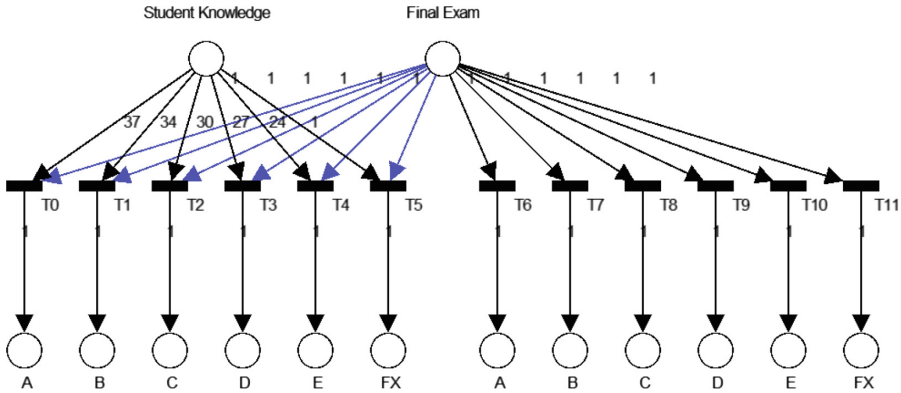 Student Knowledge Final Exam
1 1 1 1 1 1 1 1 1 1 1 1
37 34 30 27 24 1
T0 T1 T2 T3 T4 T5 T6 T7 T8 T9 T10 T11
1 1 1 1 1 1 1 1 1 1 1 1
A B C D E FX A B C D E FX